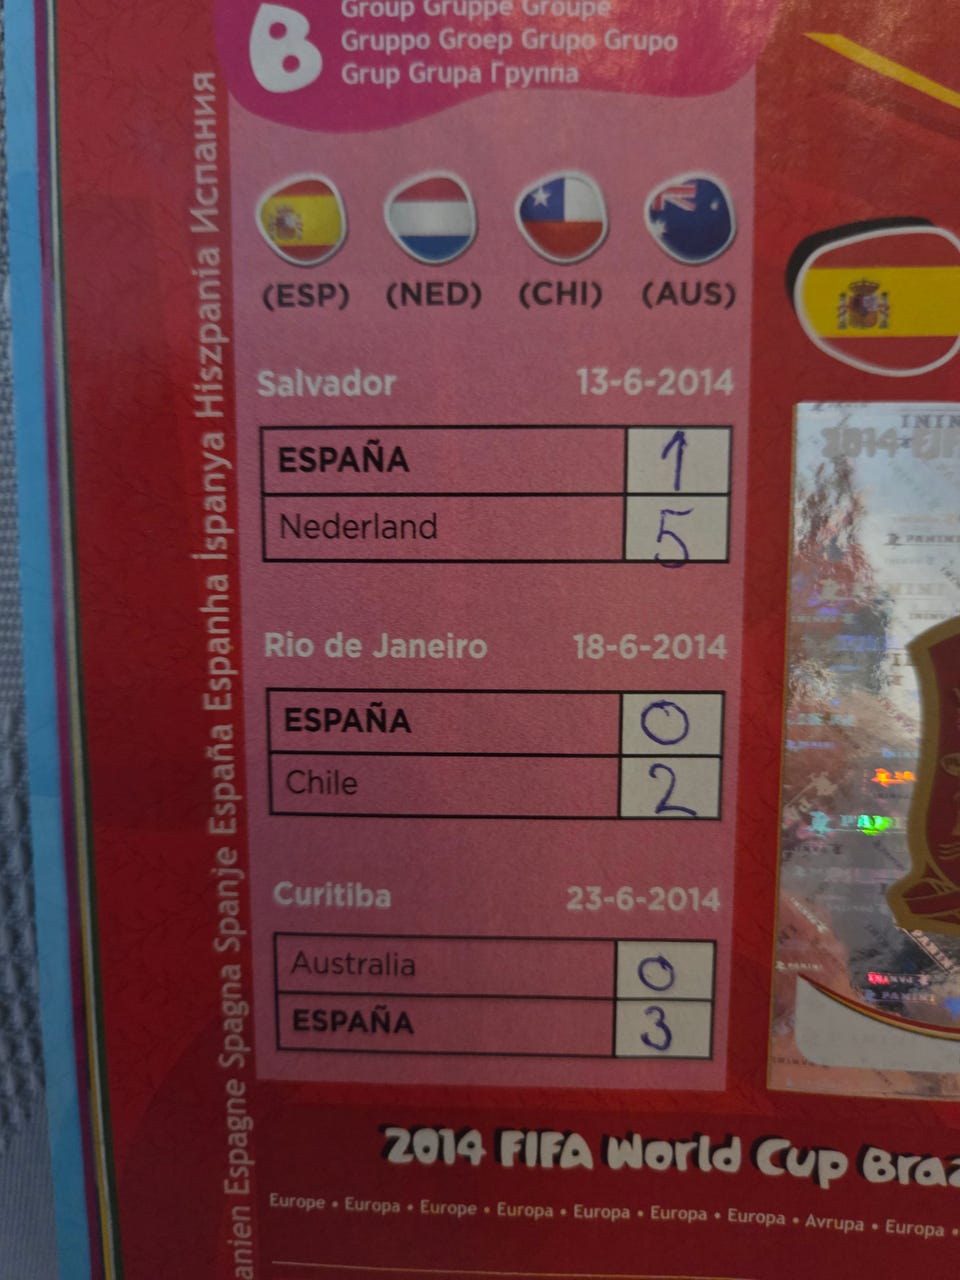 B
Group Gruppe Groupe
Gruppo Groep Grupo Grupo
Grup Grupa Группа
(ESP) (NED) (CHI) (AUS)
Salvador 13-6-2014
ESPAÑA 1
Nederland 5
Rio de Janeiro 18-6-2014
ESPAÑA 0
Chile 2
Curitiba 23-6-2014
Australia 0
ESPAÑA 3
anien Espagne Spagna Spanje España Espanha İspanya Hiszpania Испания
PANINI
PANINI
2014 FIFA World Cup Braz
Europe • Europa • Europe • Europa • Europa • Europa • Europa • Avrupa • Europa •